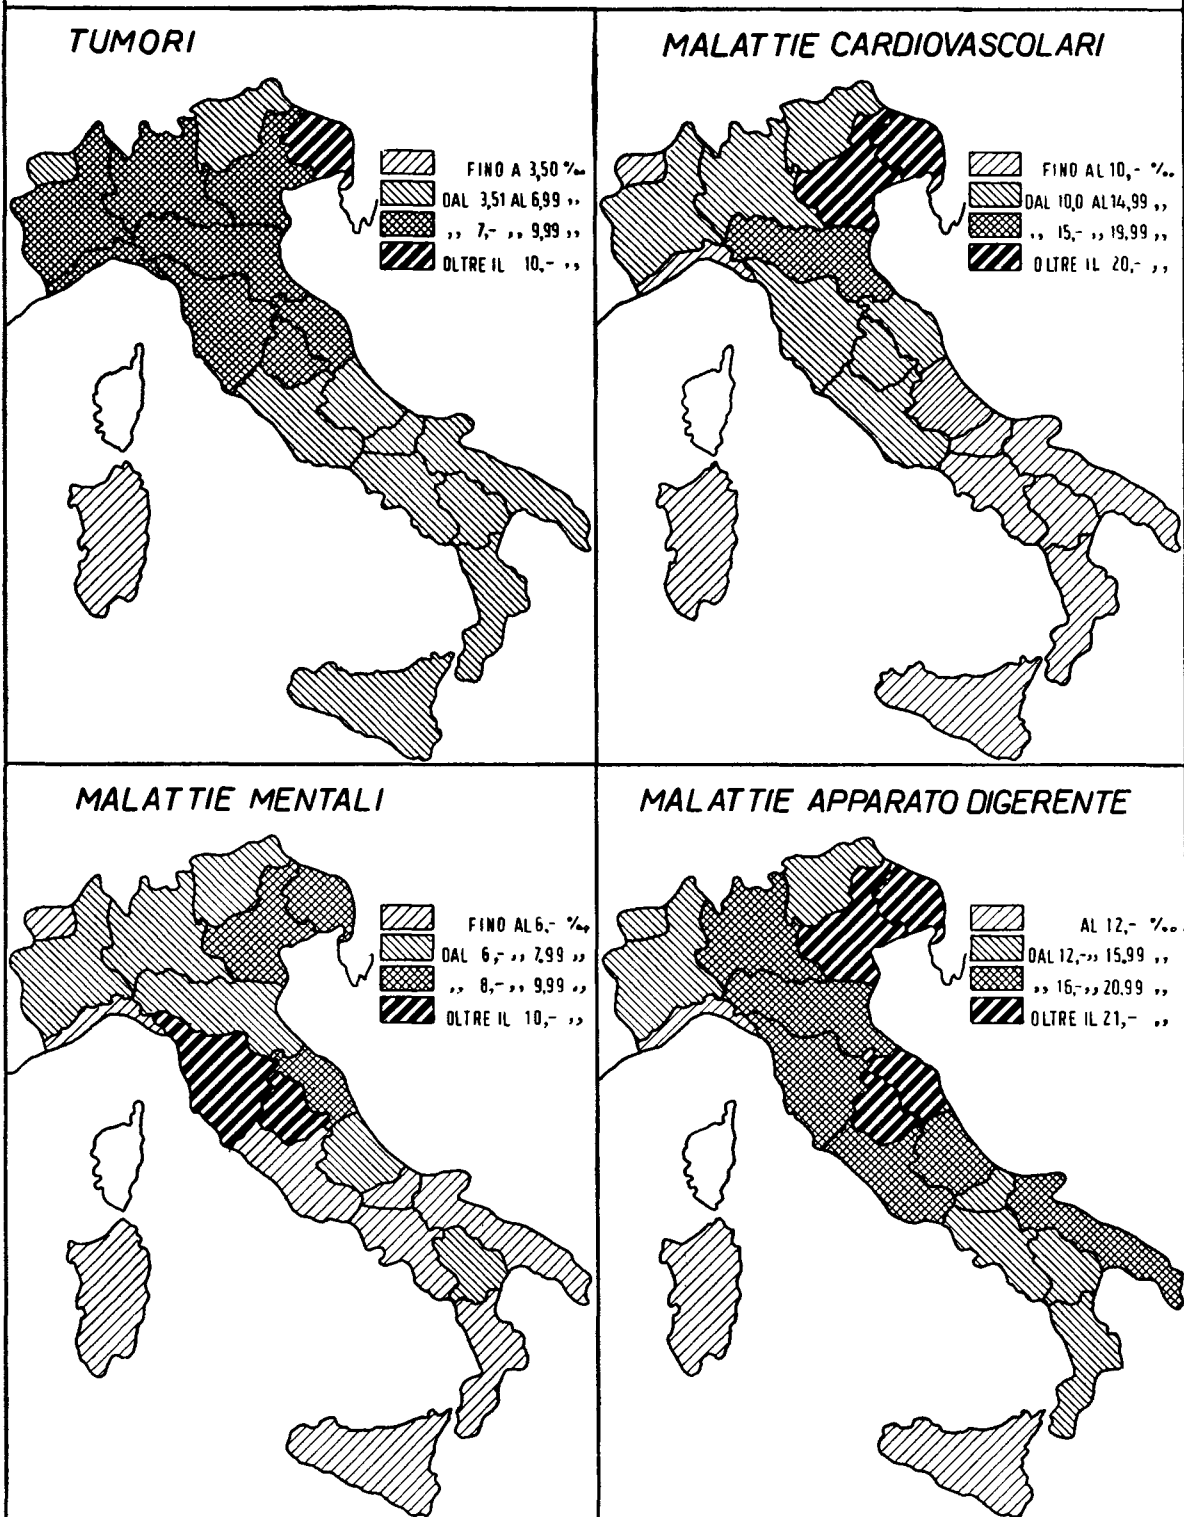 TUMORI
FINO A 3,50 ‰
DAL 3,51 AL 6,99 ,,
,, 7,- ,, 9,99 ,,
OLTRE IL 10,- ,,
MALATTIE CARDIOVASCOLARI
FINO AL 10,- ‰
DAL 10,0 AL 14,99 ,,
,, 15,- ,, 19,99 ,,
OLTRE IL 20,- ,,
MALATTIE MENTALI
FINO AL 6,- ‰
DAL 6,- ,, 7,99 ,,
,, 8,- ,, 9,99 ,,
OLTRE IL 10,- ,,
MALATTIE APPARATO DIGERENTE
AL 12,- ‰
DAL 12,- ,, 15,99 ,,
,, 16,- ,, 20,99 ,,
OLTRE IL 21,- ,,